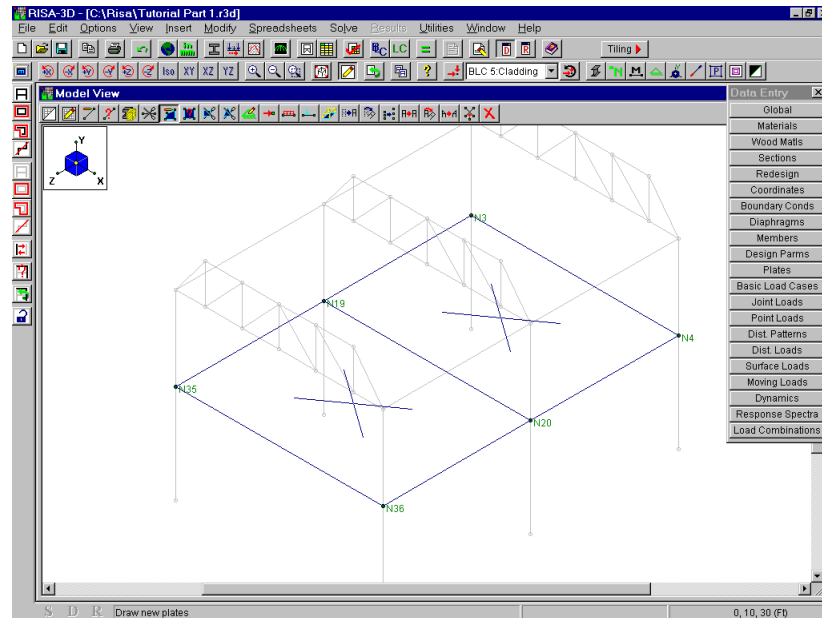 RISA-3D - [C:\Risa\Tutorial Part 1.r3d]
File Edit Options View Insert Modify Spreadsheets Solve Results Utilities Window Help
LC Tiling
Iso XY XZ YZ BLC 5:Cladding
Model View
Data Entry
Global
Materials
Wood Matls
Sections
Redesign
Coordinates
Boundary Conds
Diaphragms
Members
Design Parms
Plates
Basic Load Cases
Joint Loads
Point Loads
Dist. Patterns
Dist. Loads
Surface Loads
Moving Loads
Dynamics
Response Spectra
Load Combinations
Y
Z X
N3
N19
N4
N35
N20
N36
S D R Draw new plates 0, 10, 30 (Ft)